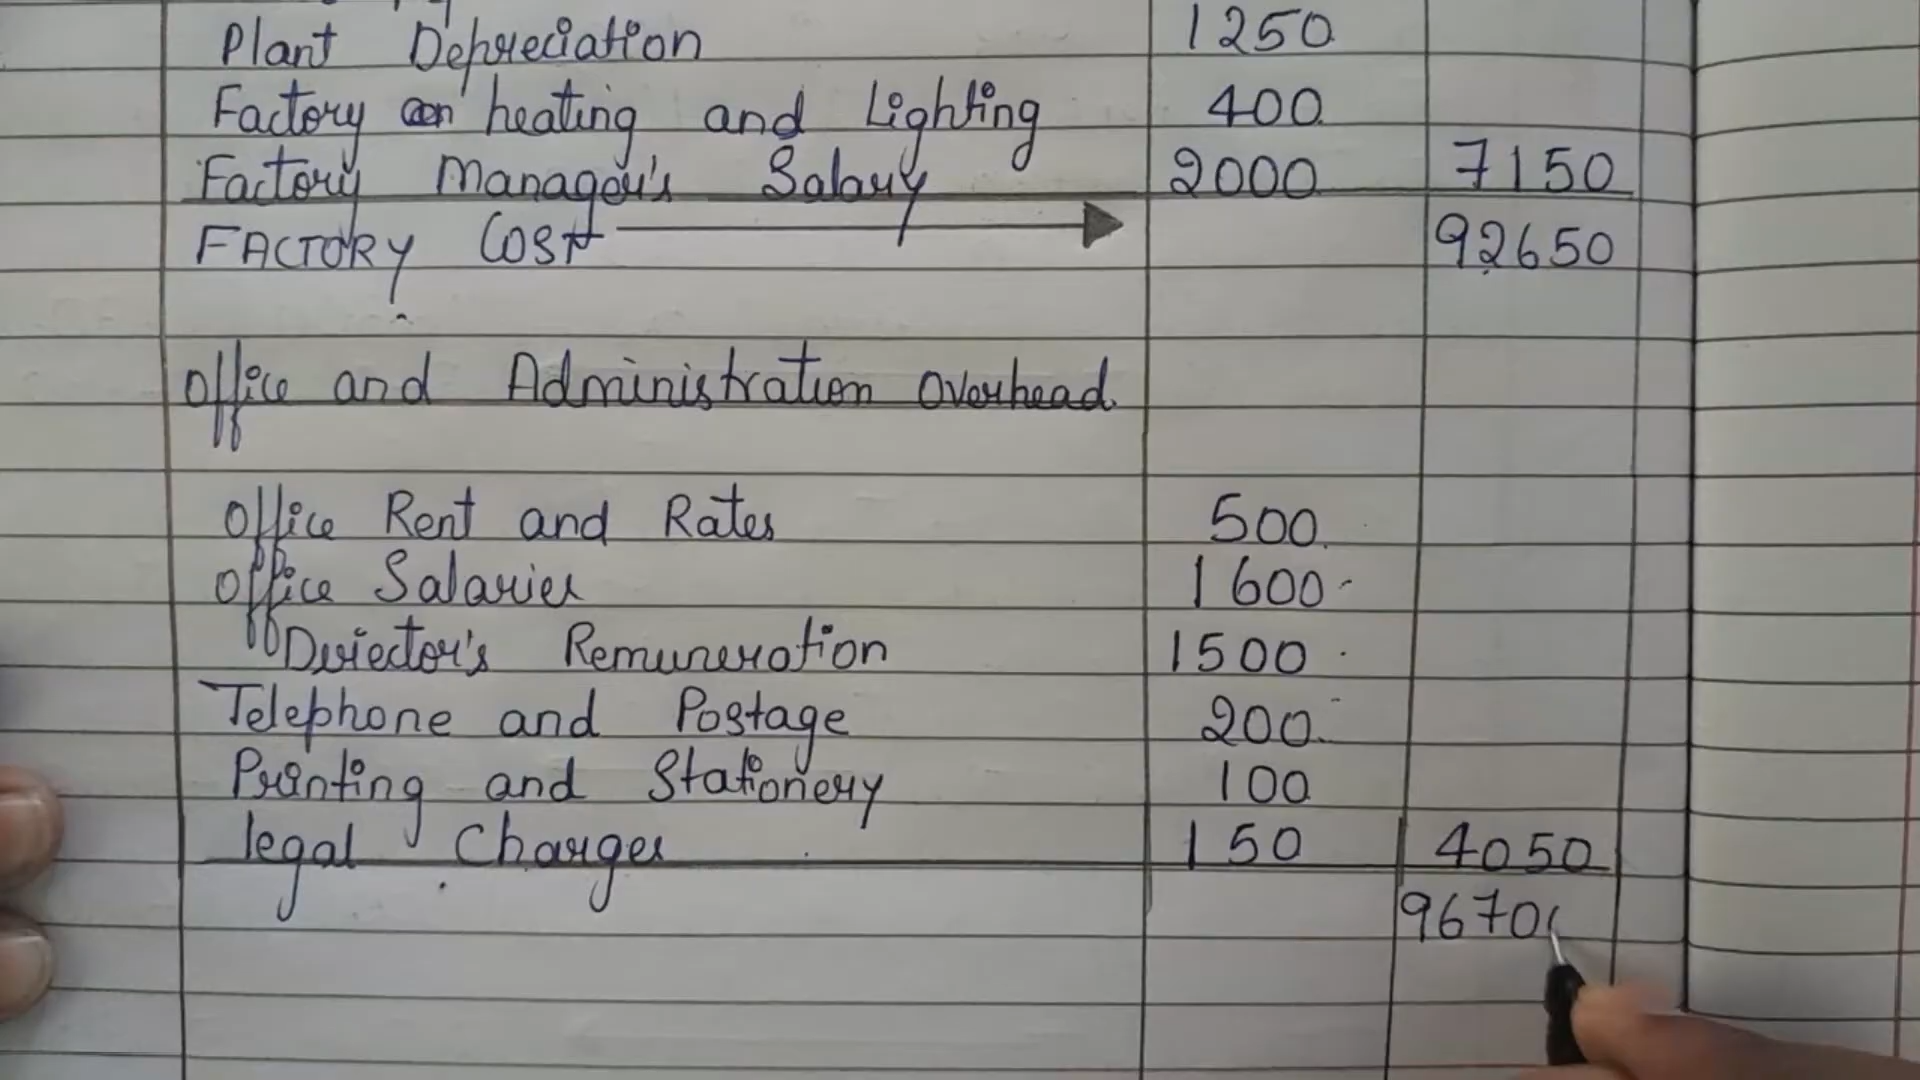 Plant Depreciation 1250
Factory heating and Lighting 400
Factory Manager's Salary 2000 7150
FACTORY COST 92650
Office and Administration Overhead.
Office Rent and Rates 500
Office Salaries 1600
Director's Remuneration 1500
Telephone and Postage 200
Printing and Stationery 100
legal Charges 150 4050
9670